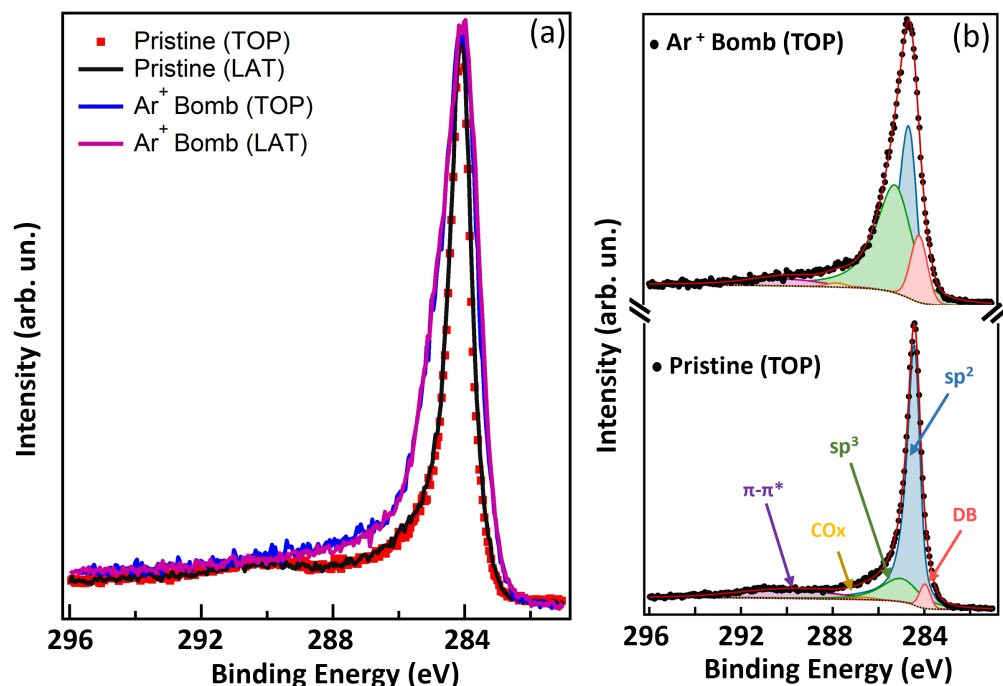 (a)
Pristine (TOP)
Pristine (LAT)
Ar⁺ Bomb (TOP)
Ar⁺ Bomb (LAT)
Intensity (arb. un.)
296 292 288 284
Binding Energy (eV)
(b)
Ar⁺ Bomb (TOP)
Pristine (TOP)
sp²
sp³
π-π*
COx
DB
Intensity (arb. un.)
296 292 288 284
Binding Energy (eV)